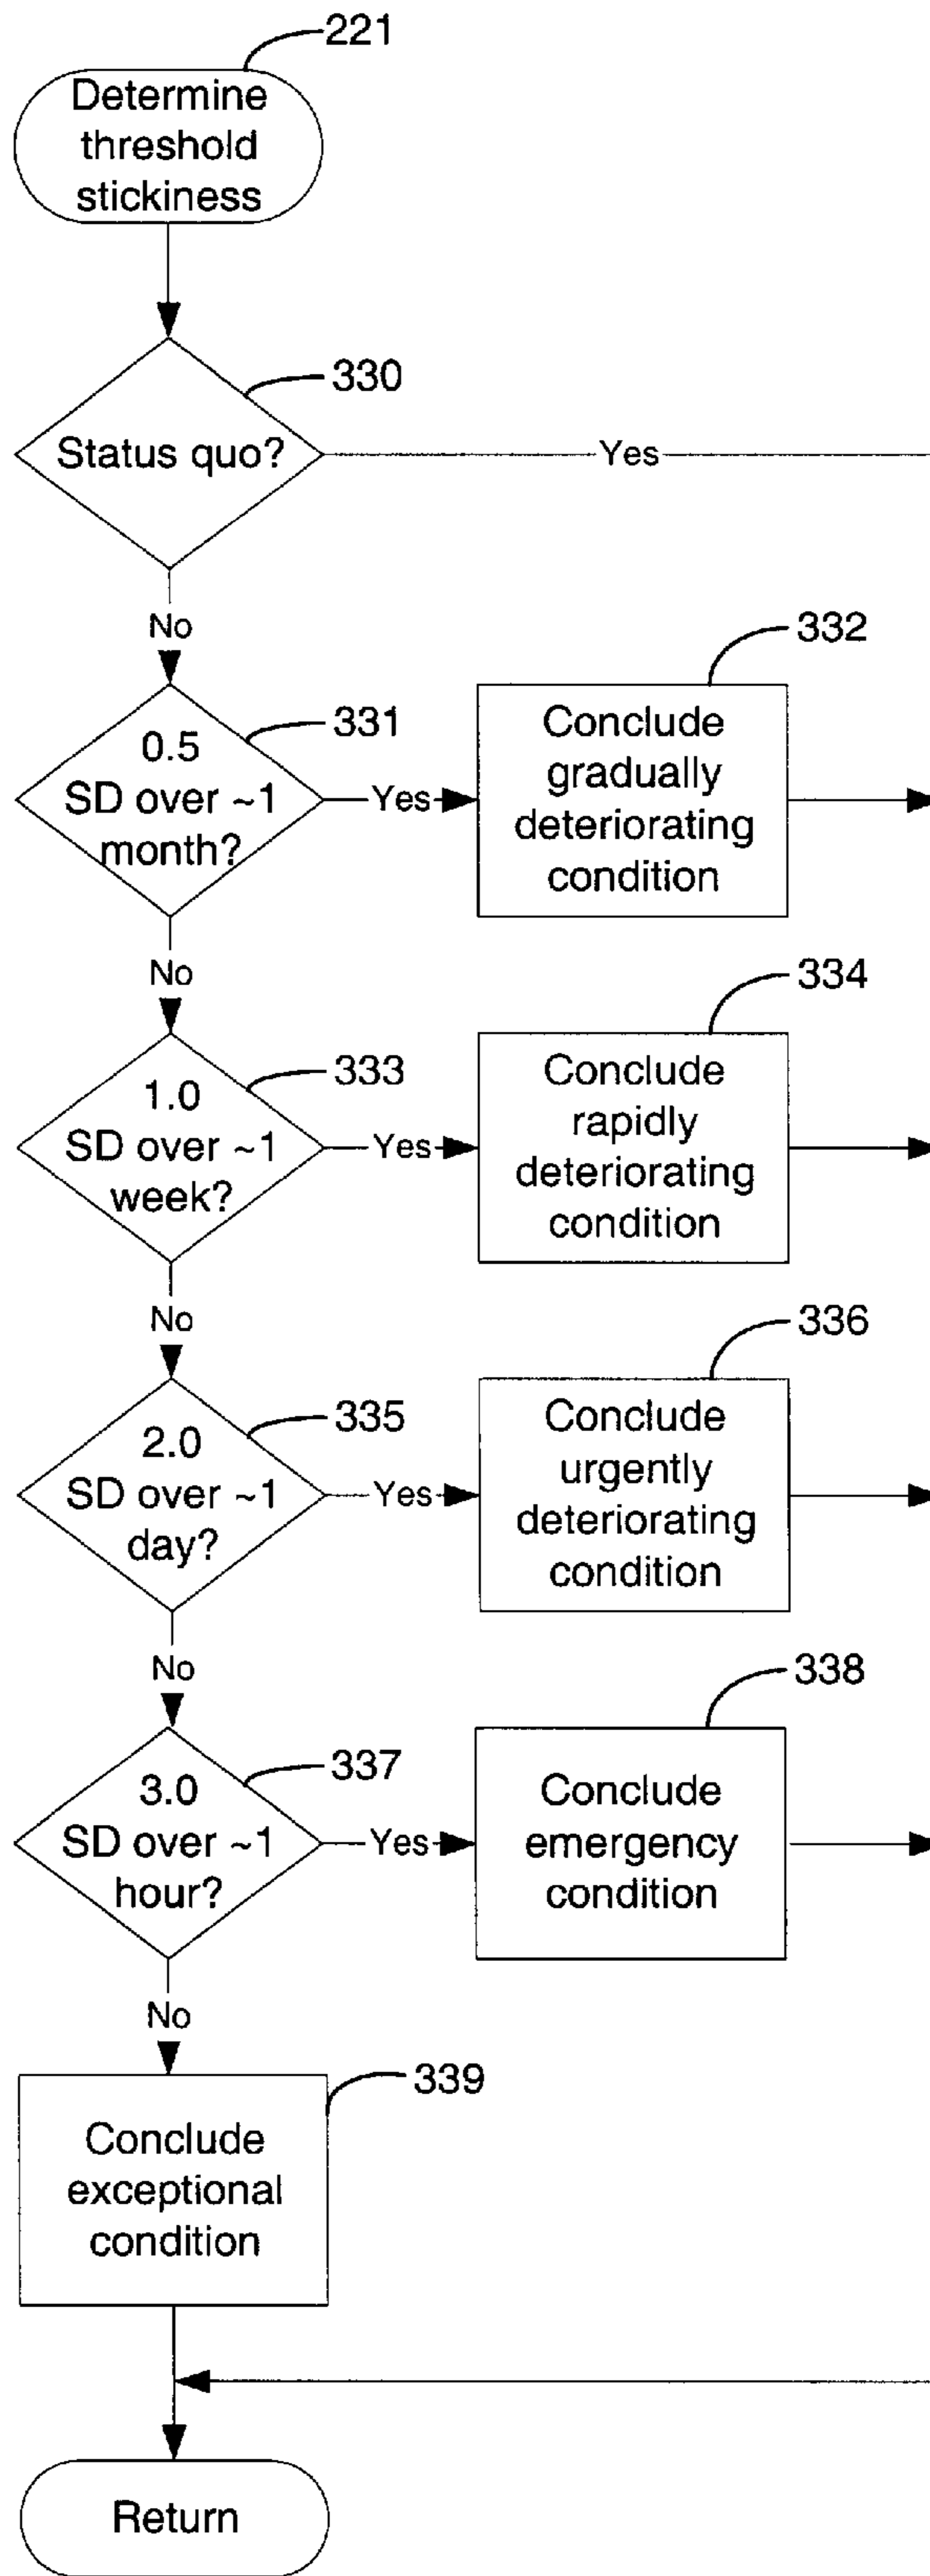 221
Determine
threshold
stickiness
330
Status quo?
Yes
No
331
0.5
SD over ~1
month?
Yes
332
Conclude
gradually
deteriorating
condition
No
333
1.0
SD over ~1
week?
Yes
334
Conclude
rapidly
deteriorating
condition
No
335
2.0
SD over ~1
day?
Yes
336
Conclude
urgently
deteriorating
condition
No
337
3.0
SD over ~1
hour?
Yes
338
Conclude
emergency
condition
No
339
Conclude
exceptional
condition
Return